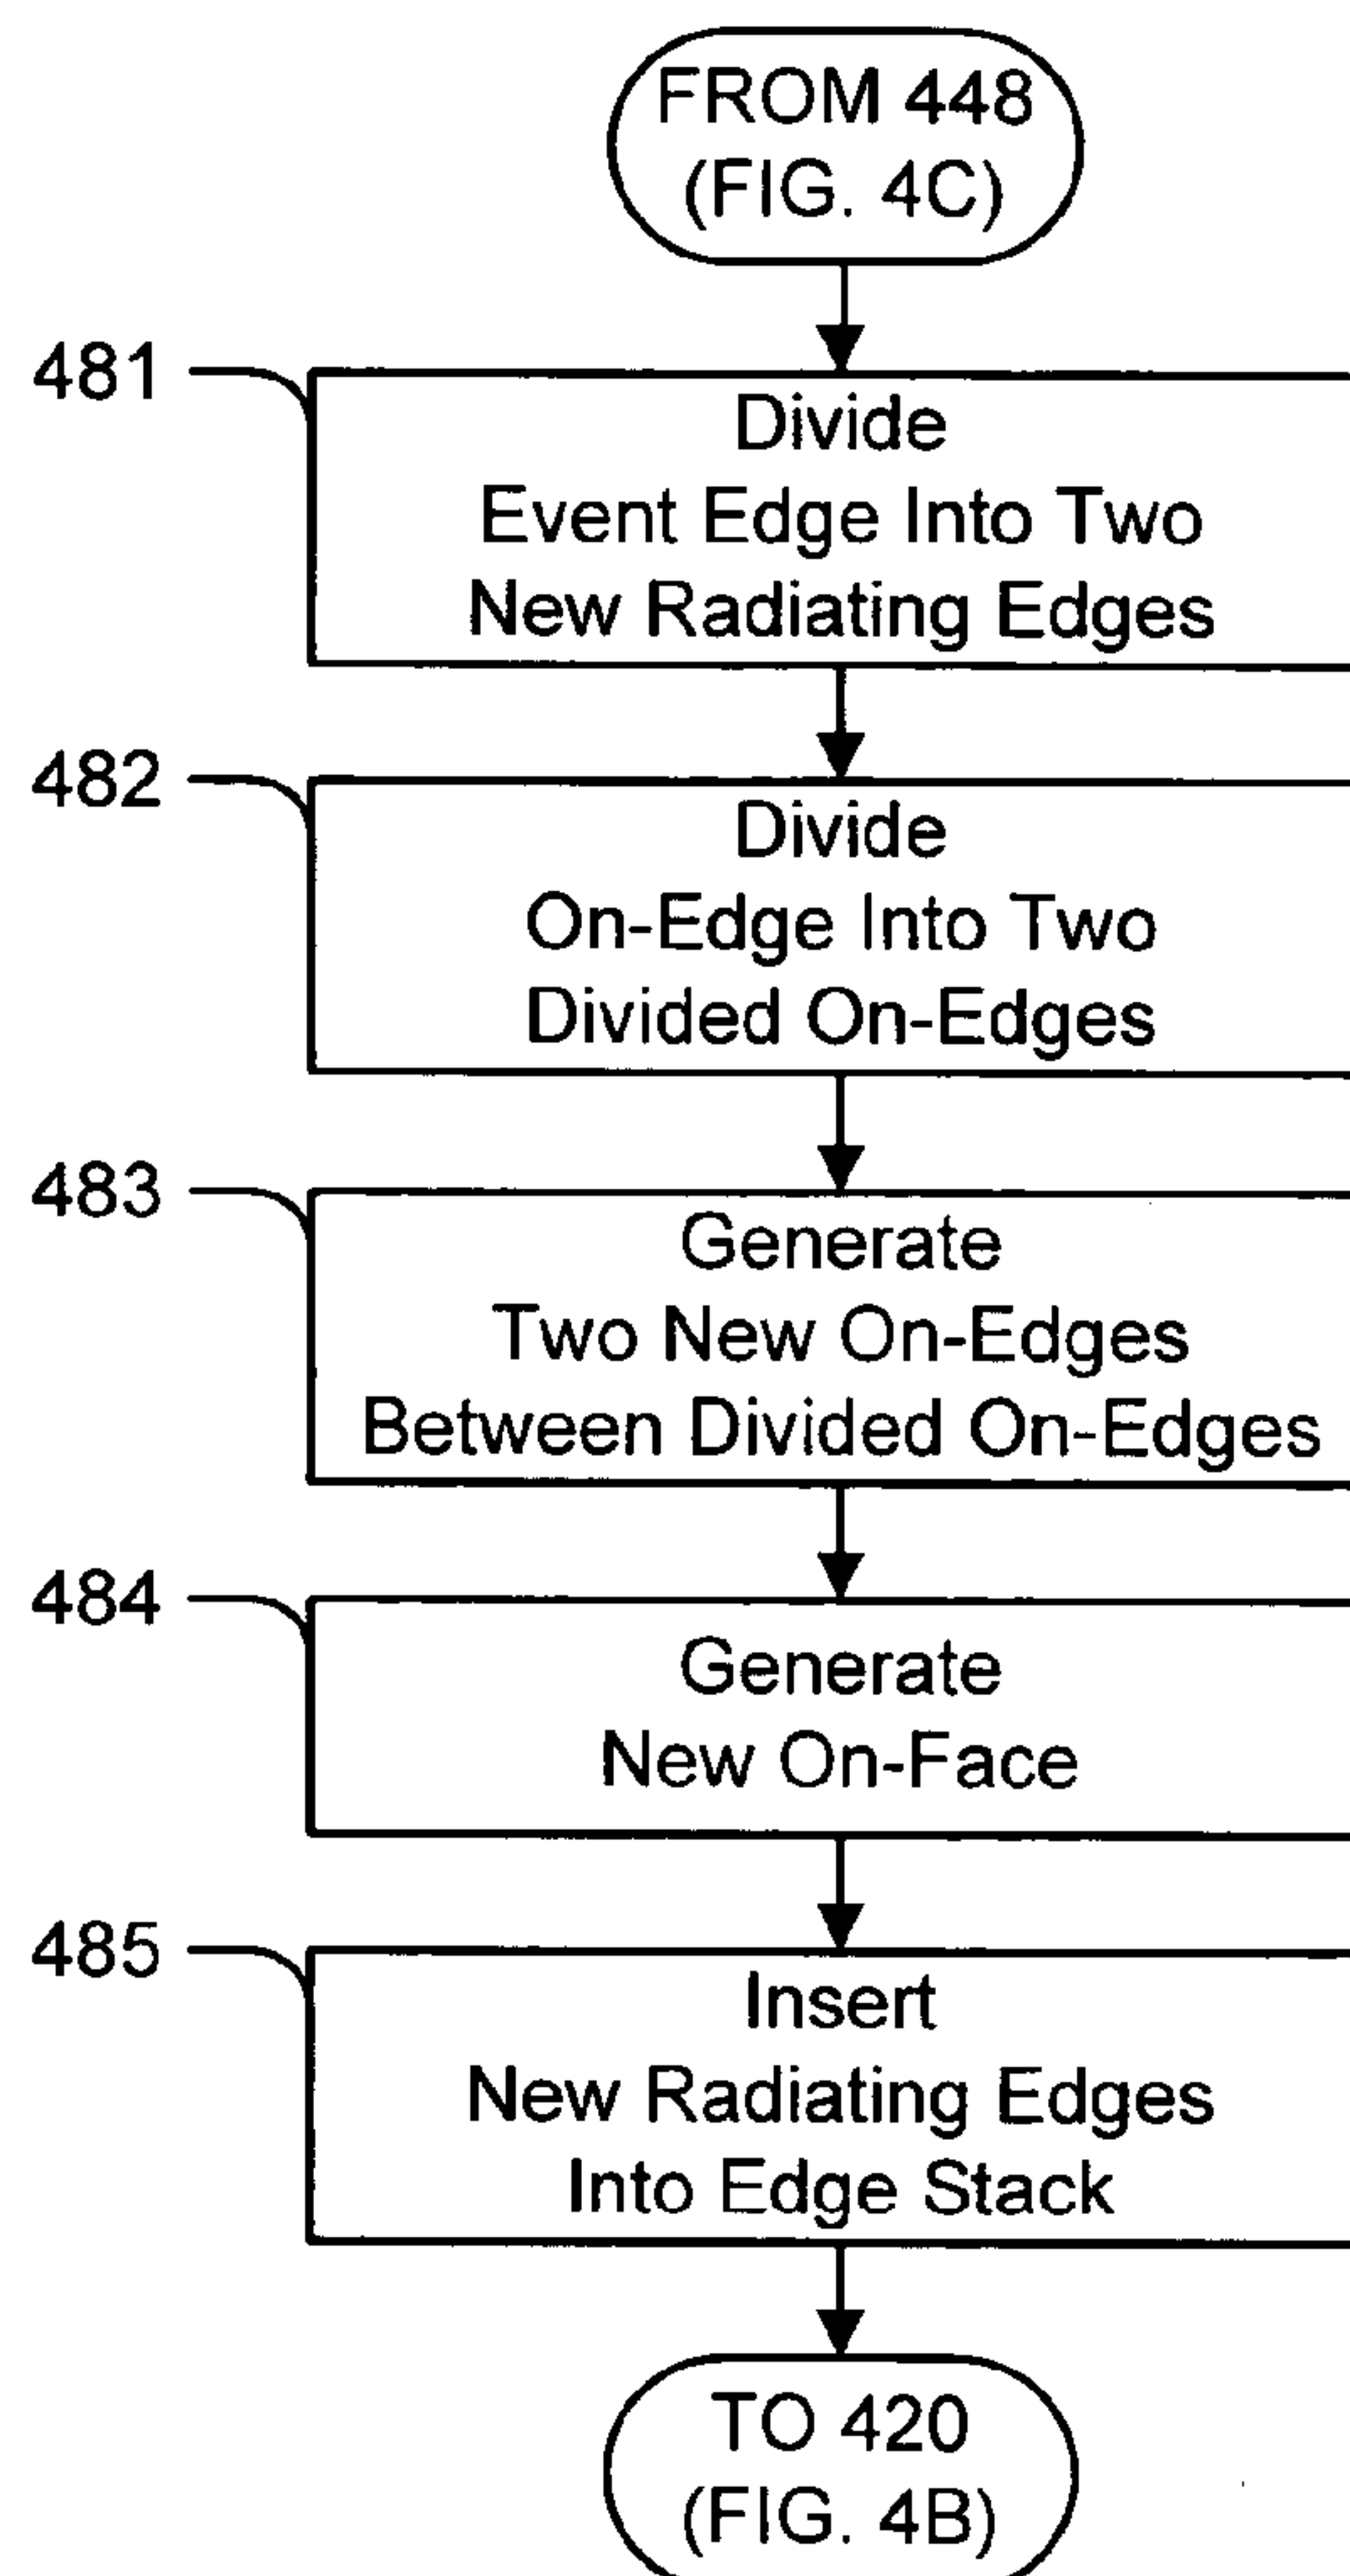 FROM 448
(FIG. 4C)
481
Divide
Event Edge Into Two
New Radiating Edges
482
Divide
On-Edge Into Two
Divided On-Edges
483
Generate
Two New On-Edges
Between Divided On-Edges
484
Generate
New On-Face
485
Insert
New Radiating Edges
Into Edge Stack
TO 420
(FIG. 4B)